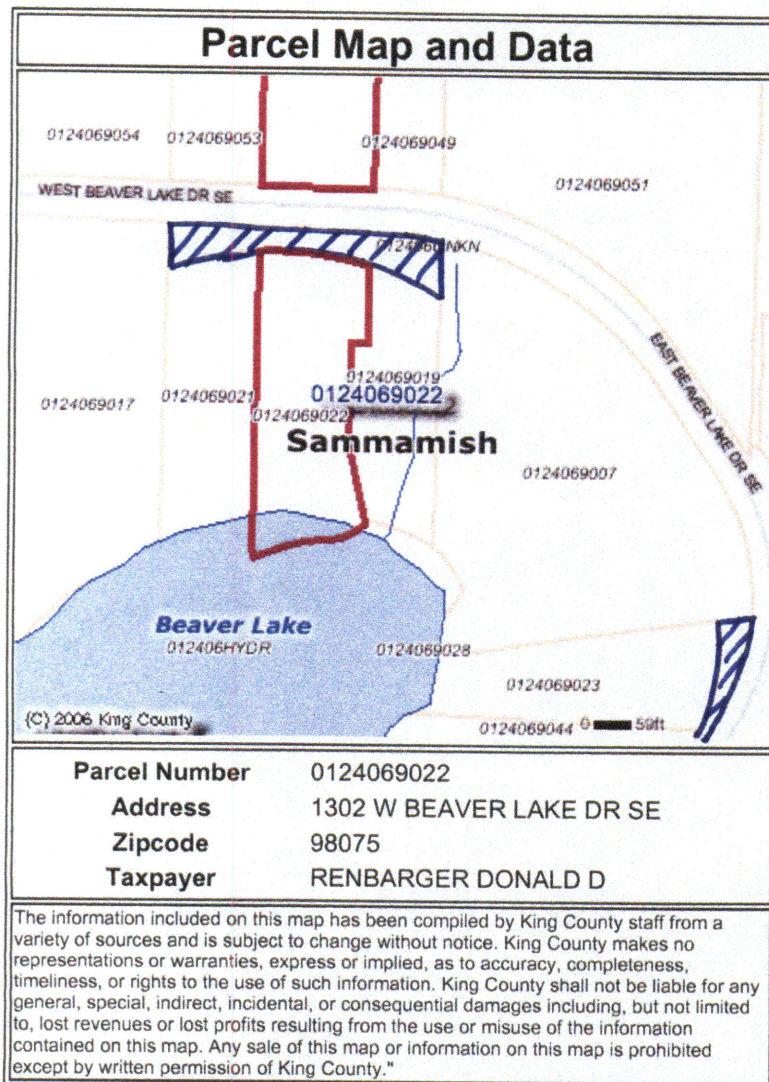 Parcel Map and Data
0124069054 0124069053 0124069049
0124069051
WEST BEAVER LAKE DR SE
EAST BEAVER LAKE DR SE
0124069019
0124069017 0124069021 0124069022
0124069022
Sammamish
0124069007
Beaver Lake
012406HYDR 0124069028
0124069023
(C) 2006 King County
0124069044 0 59ft
Parcel Number 0124069022
Address 1302 W BEAVER LAKE DR SE
Zipcode 98075
Taxpayer RENBARGER DONALD D
The information included on this map has been compiled by King County staff from a
variety of sources and is subject to change without notice. King County makes no
representations or warranties, express or implied, as to accuracy, completeness,
timeliness, or rights to the use of such information. King County shall not be liable for any
general, special, indirect, incidental, or consequential damages including, but not limited
to, lost revenues or lost profits resulting from the use or misuse of the information
contained on this map. Any sale of this map or information on this map is prohibited
except by written permission of King County."